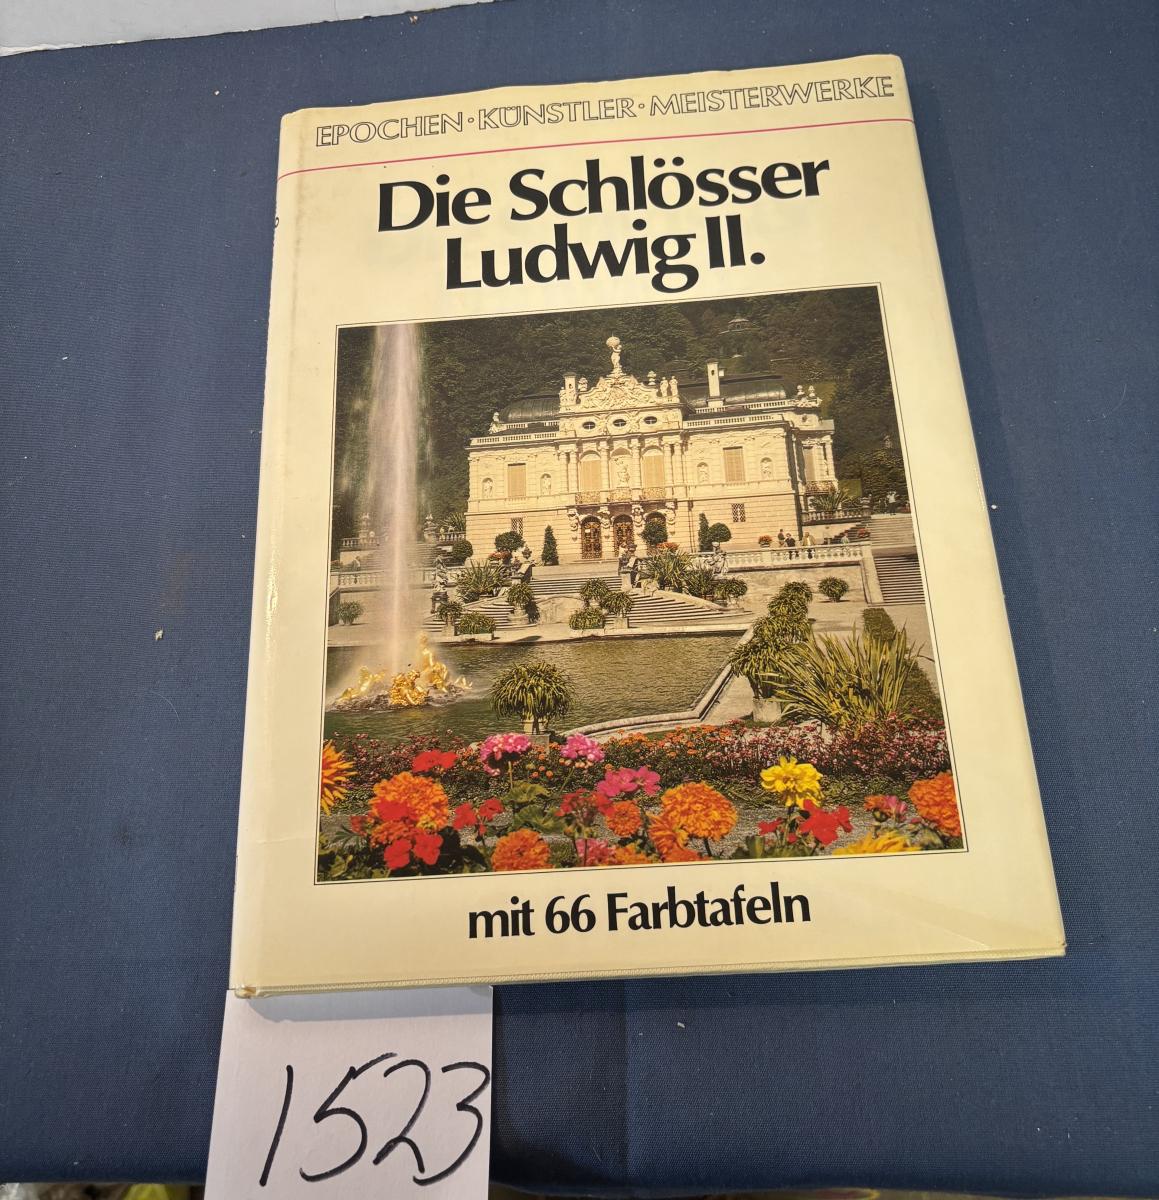 EPOCHEN · KÜNSTLER · MEISTERWERKE
Die Schlösser
Ludwig II.
mit 66 Farbtafeln
1523